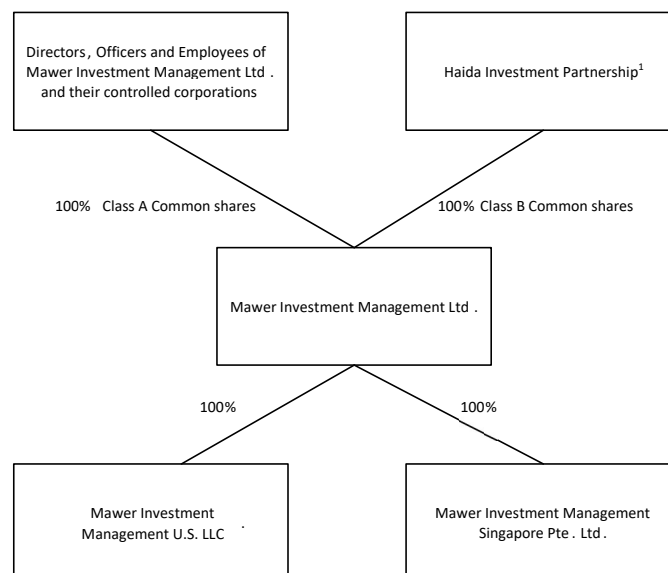 Directors, Officers and Employees of
Mawer Investment Management Ltd .
and their controlled corporations
Haida Investment Partnership1
100% Class A Common shares
100% Class B Common shares
Mawer Investment Management Ltd .
100%
100%
Mawer Investment
Management U.S. LLC .
Mawer Investment Management
Singapore Pte . Ltd .